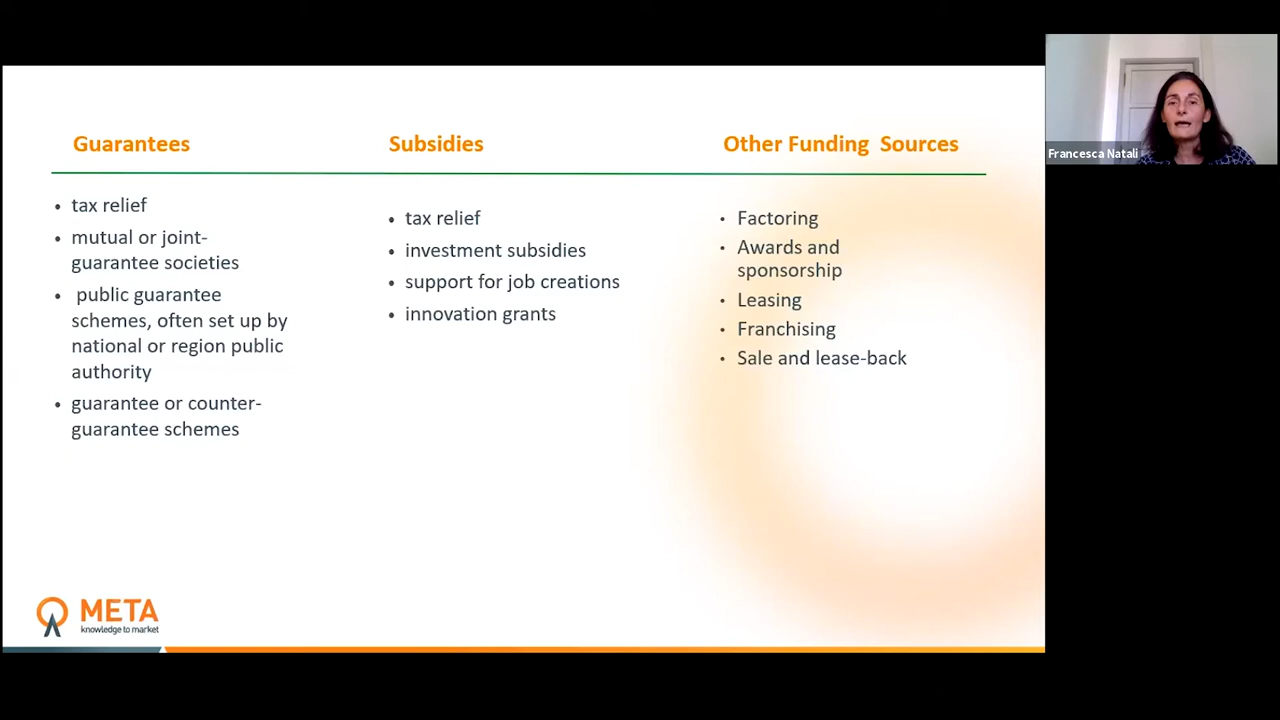 Guarantees
Subsidies
Other Funding  Sources
• tax relief
• mutual or joint-
guarantee societies
•  public guarantee
schemes, often set up by
national or region public
authority
• guarantee or counter-
guarantee schemes
• tax relief
• investment subsidies
• support for job creations
• innovation grants
• Factoring
• Awards and
sponsorship
• Leasing
• Franchising
• Sale and lease-back
META
knowledge to market
Francesca Natali